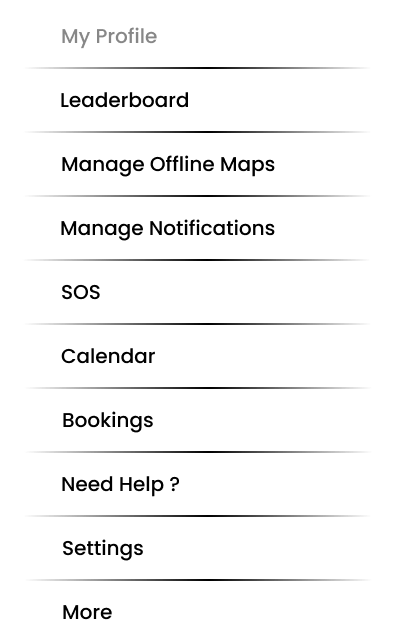 My Profile
Leaderboard
Manage Offline Maps
Manage Notifications
SOS
Calendar
Bookings
Need Help ?
Settings
More